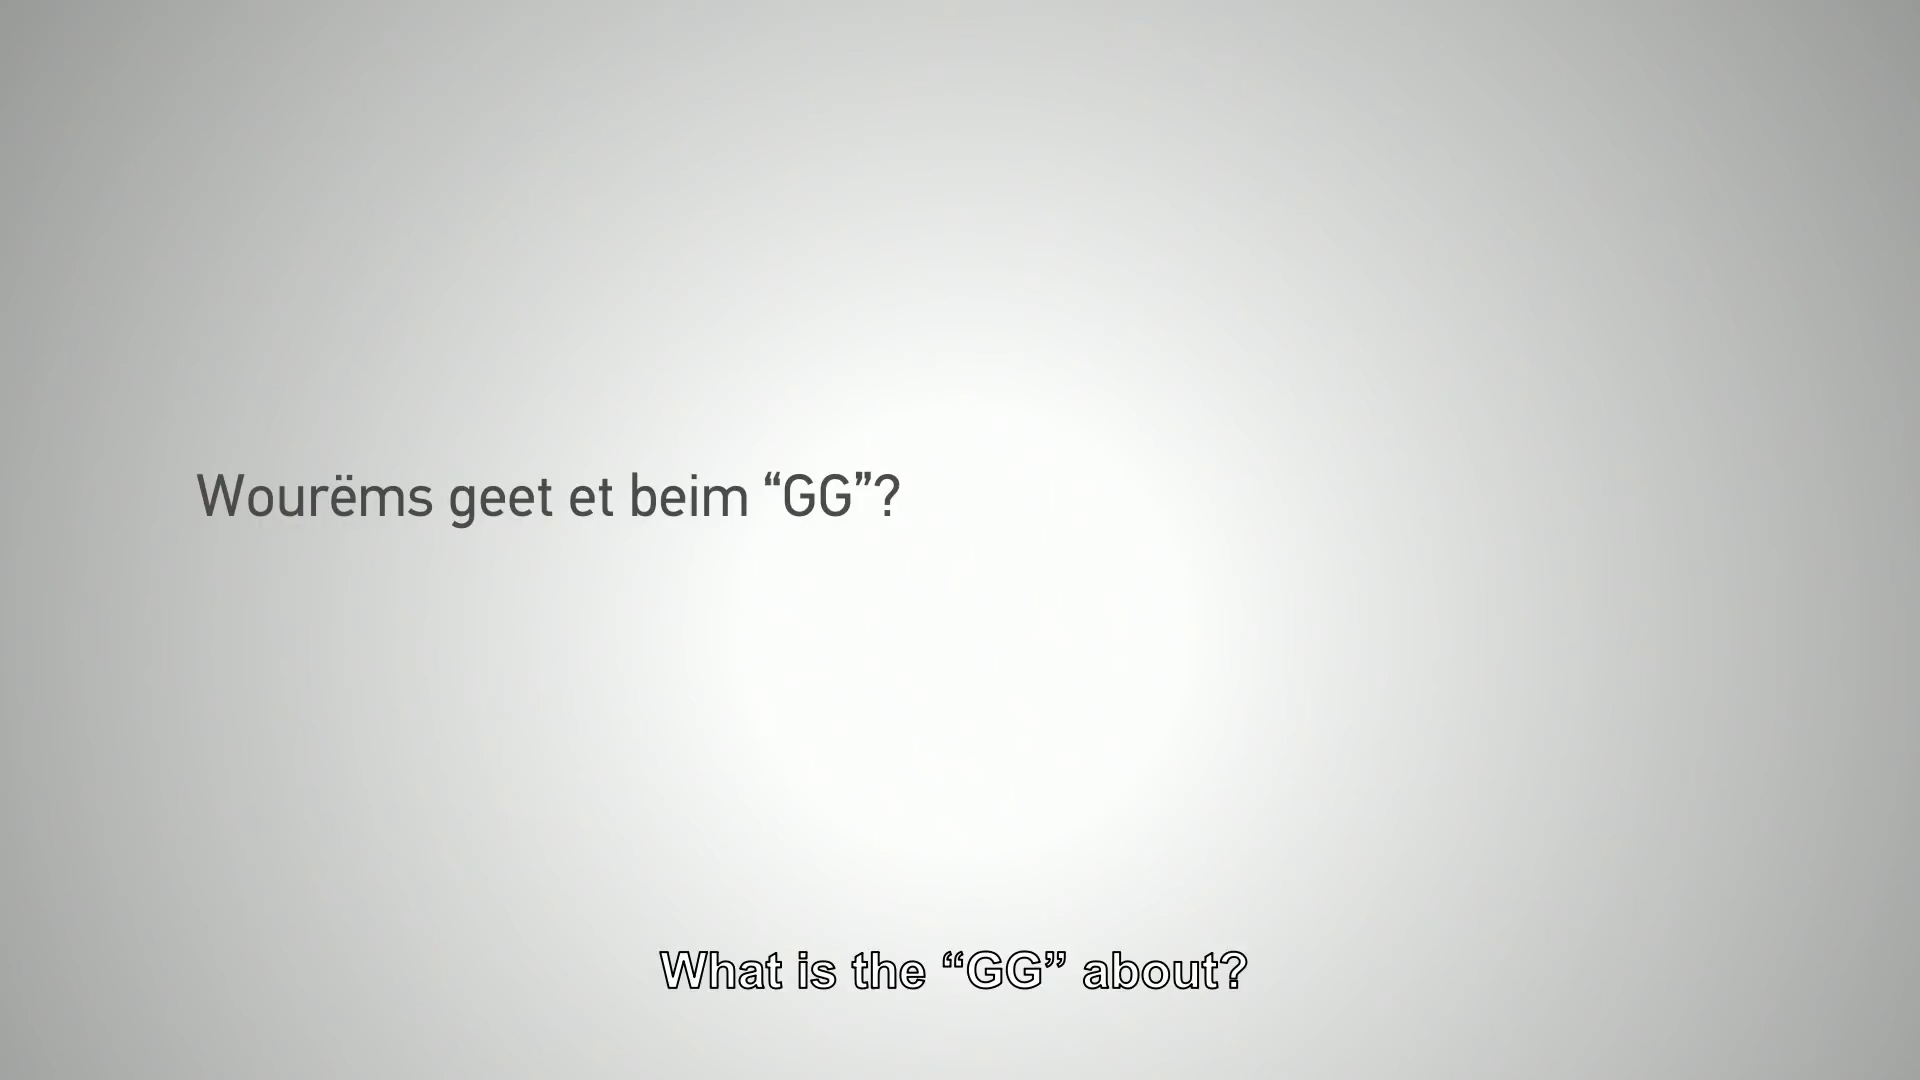 Wourëms geet et beim “GG”?
What is the “GG” about?